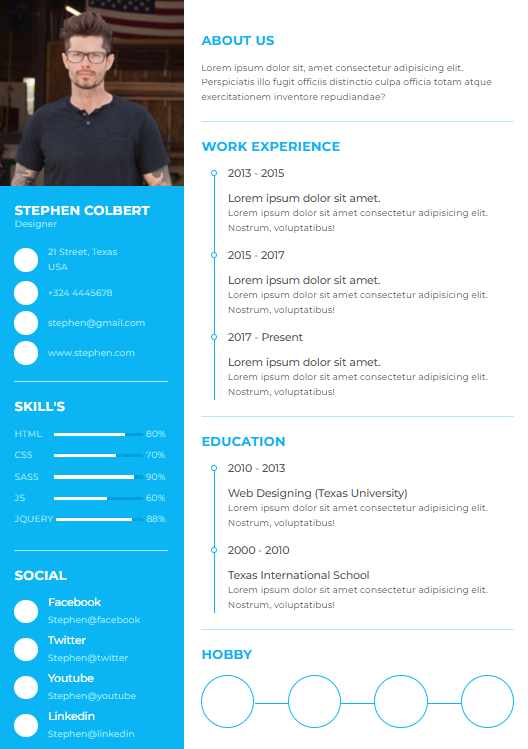 STEPHEN COLBERT
Designer
21 Street, Texas
USA
+324 4445678
stephen@gmail.com
www.stephen.com
SKILL'S
HTML 80%
CSS 70%
SASS 90%
JS 60%
JQUERY 88%
SOCIAL
Facebook
Stephen@facebook
Twitter
Stephen@twitter
Youtube
Stephen@youtube
Linkedin
Stephen@linkedin
ABOUT US
Lorem ipsum dolor sit, amet consectetur adipisicing elit.
Perspiciatis illo fugit officiis distinctio culpa officia totam atque
exercitationem inventore repudiandae?
WORK EXPERIENCE
2013 - 2015
Lorem ipsum dolor sit amet.
Lorem ipsum dolor sit amet consectetur adipisicing elit.
Nostrum, voluptatibus!
2015 - 2017
Lorem ipsum dolor sit amet.
Lorem ipsum dolor sit amet consectetur adipisicing elit.
Nostrum, voluptatibus!
2017 - Present
Lorem ipsum dolor sit amet.
Lorem ipsum dolor sit amet consectetur adipisicing elit.
Nostrum, voluptatibus!
EDUCATION
2010 - 2013
Web Designing (Texas University)
Lorem ipsum dolor sit amet consectetur adipisicing elit.
Nostrum, voluptatibus!
2000 - 2010
Texas International School
Lorem ipsum dolor sit amet consectetur adipisicing elit.
Nostrum, voluptatibus!
HOBBY